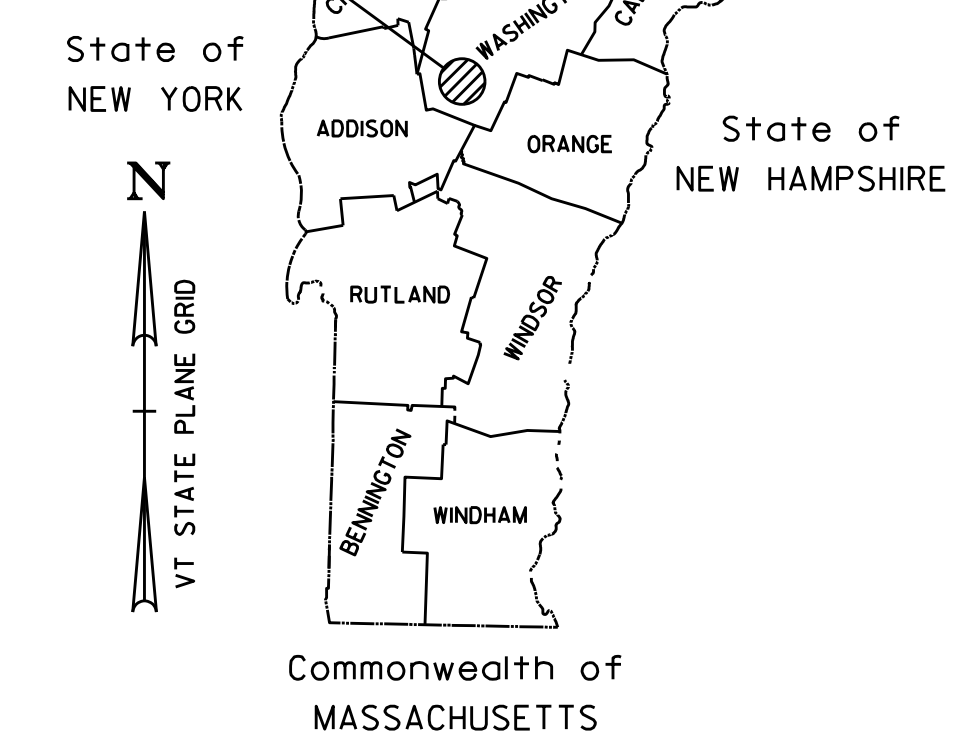 State of
NEW YORK
ADDISON
ORANGE
State of
NEW HAMPSHIRE
N
VT STATE PLANE GRID
RUTLAND
WINDSOR
BENNINGTON
WINDHAM
Commonwealth of
MASSACHUSETTS